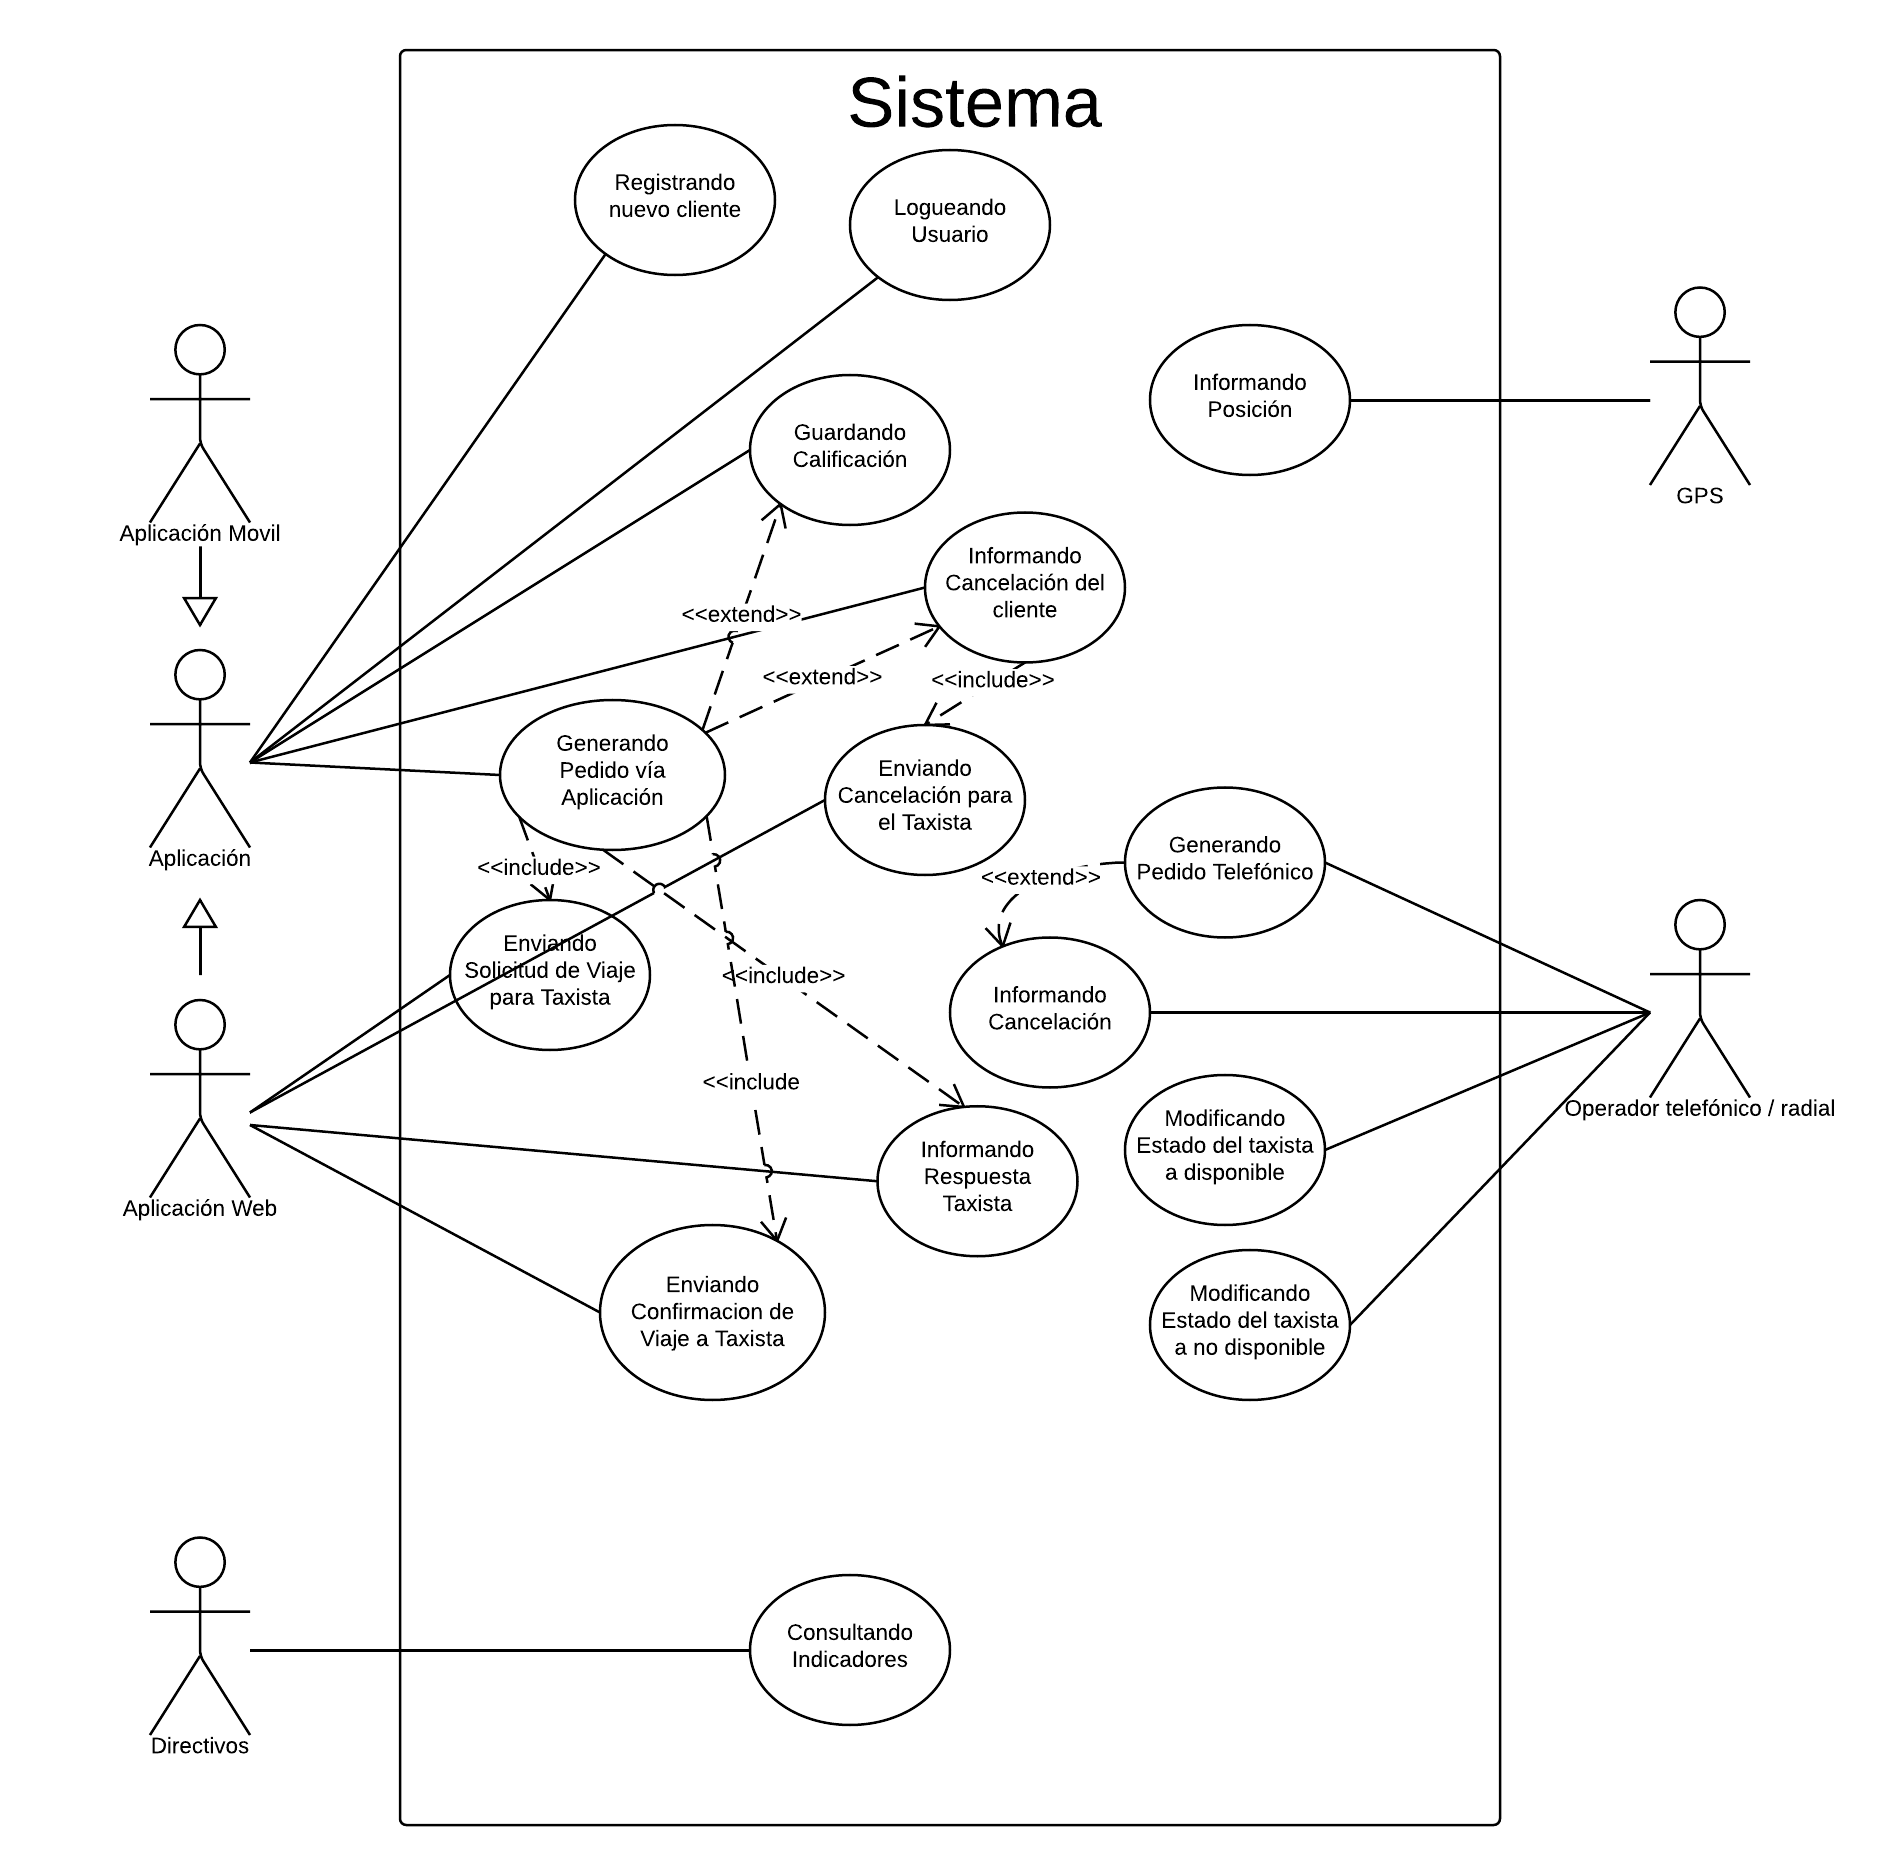 Sistema
Registrando
nuevo cliente
Logueando
Usuario
Informando
Posición
GPS
Guardando
Calificación
Aplicación Movil
Informando
Cancelación del
cliente
<<extend>>
<<extend>>
<<include>>
Generando
Pedido vía
Aplicación
Enviando
Cancelación para
el Taxista
Aplicación
Generando
Pedido Telefónico
<<include>>
<<extend>>
Enviando
Solicitud de Viaje
para Taxista
<<include>>
Informando
Cancelación
<<include
Operador telefónico / radial
Modificando
Estado del taxista
a disponible
Informando
Respuesta
Taxista
Aplicación Web
Enviando
Confirmacion de
Viaje a Taxista
Modificando
Estado del taxista
a no disponible
Consultando
Indicadores
Directivos